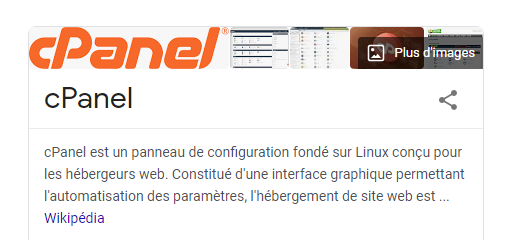 cPanel®
Plus d'images
cPanel
cPanel est un panneau de configuration fondé sur Linux conçu pour
les hébergeurs web. Constitué d'une interface graphique permettant
l'automatisation des paramètres, l'hébergement de site web est ...
Wikipédia